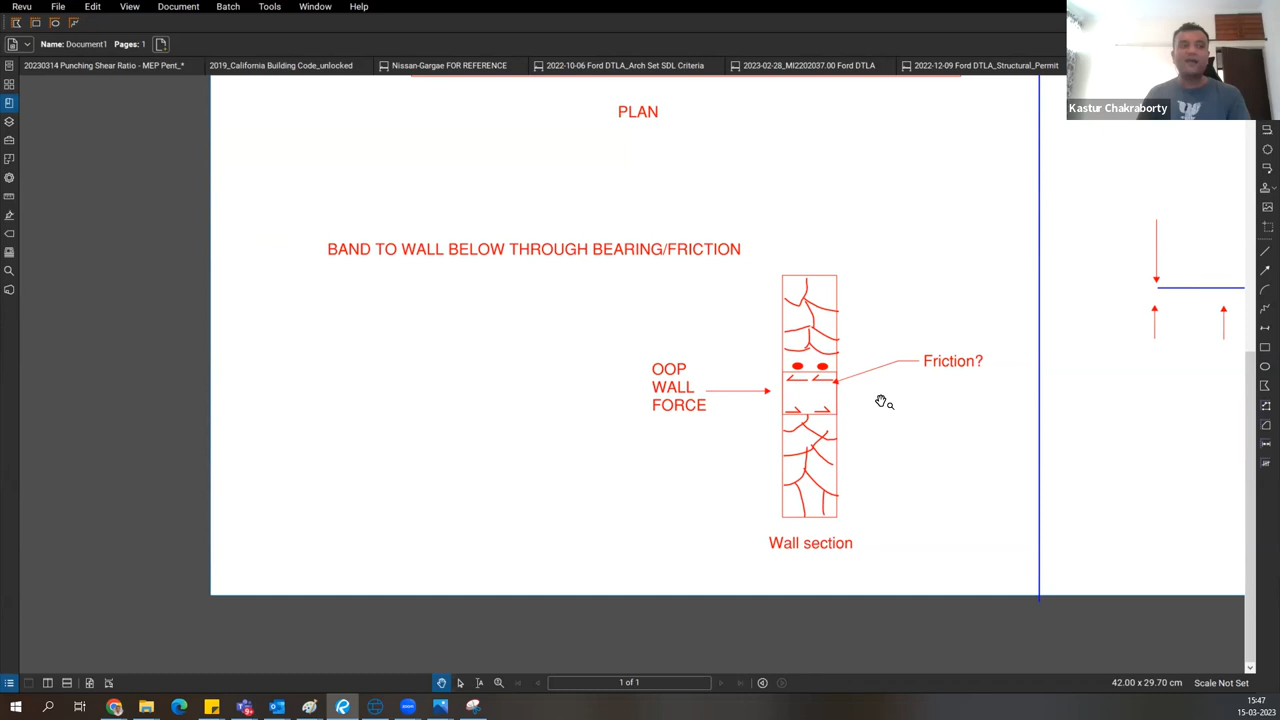 Revu File Edit View Document Batch Tools Window Help
Name: Document1 Pages: 1
20230314 Punching Shear Ratio - MEP Pent_* 2019_California Building Code_unlocked Nissan-Gargae FOR REFERENCE 2022-10-06 Ford DTLA_Arch Set SDL Criteria 2023-02-28_MI2202037.00 Ford DTLA 2022-12-09 Ford DTLA_Structural_Permit
Kastur Chakraborty
PLAN
BAND TO WALL BELOW THROUGH BEARING/FRICTION
Friction?
OOP
WALL
FORCE
Wall section
1 of 1
42.00 x 29.70 cm Scale Not Set
15:47
15-03-2023